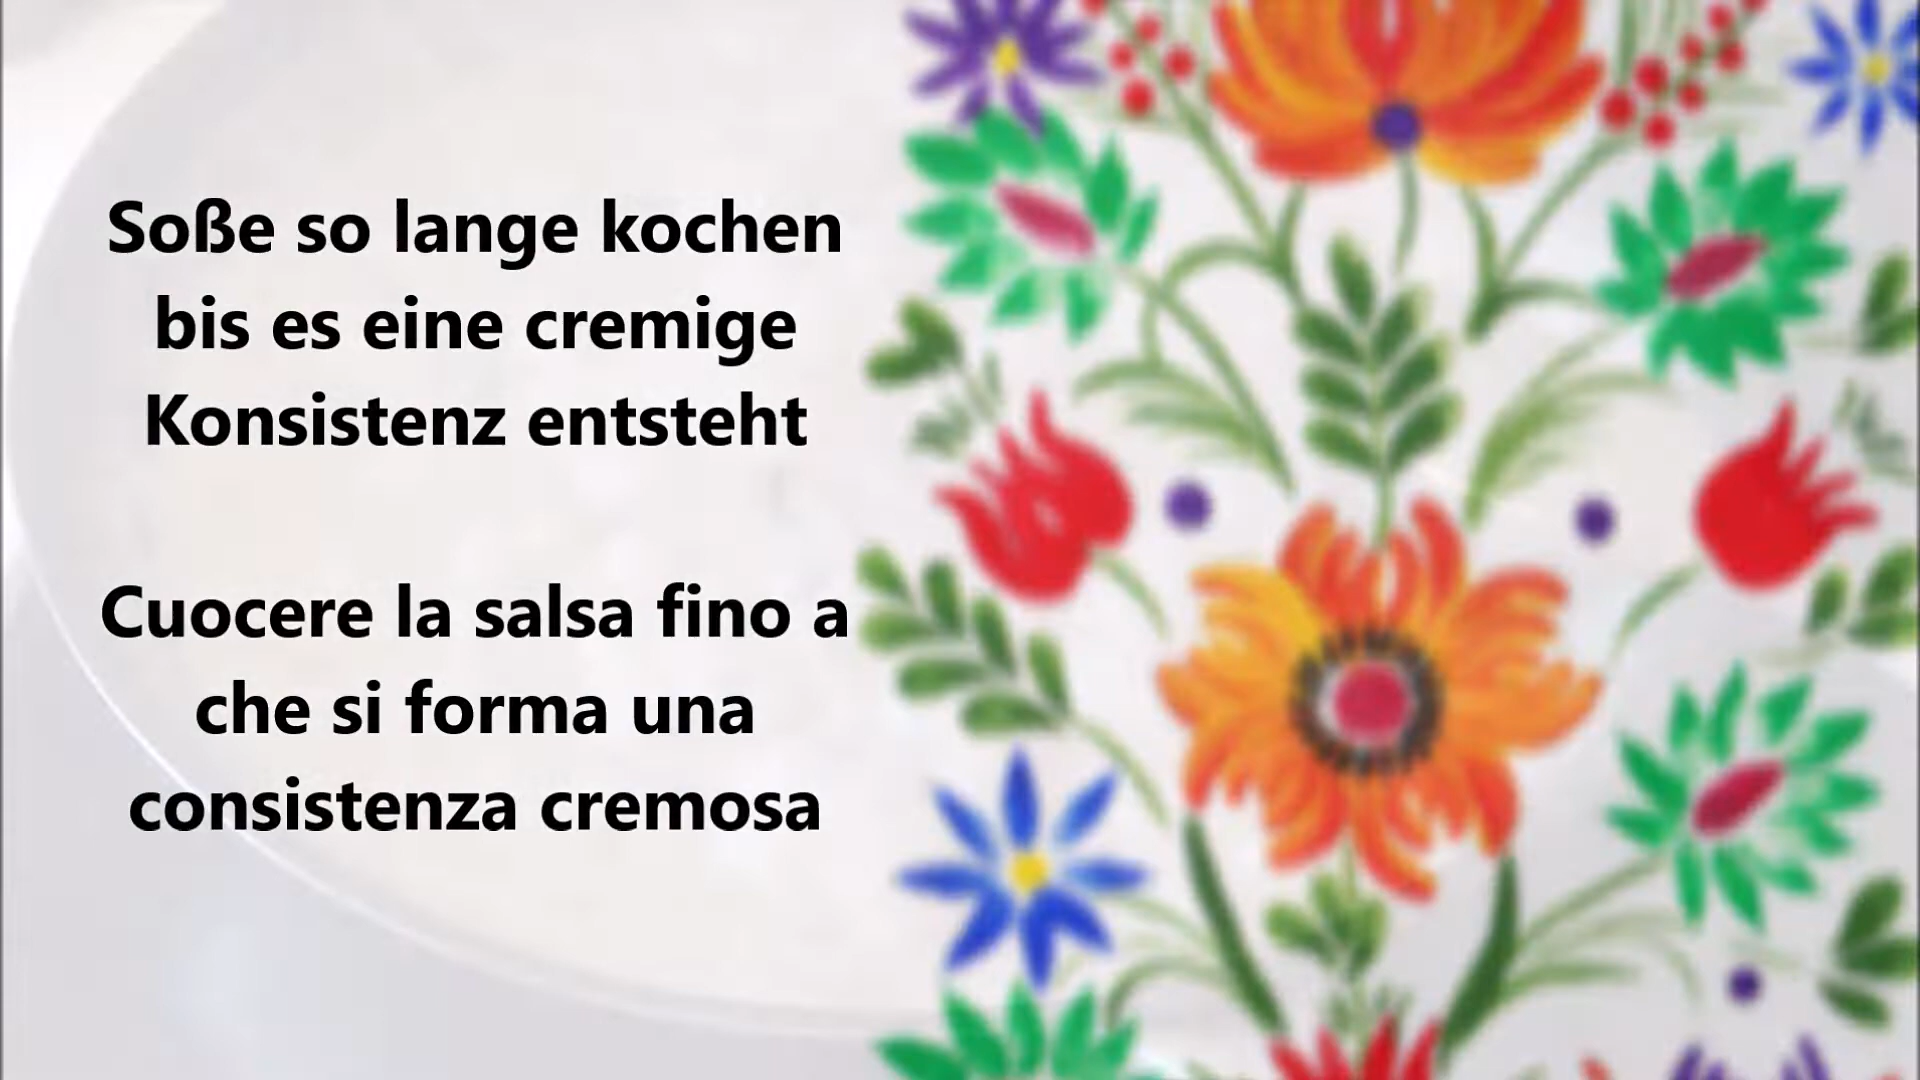 Soße so lange kochen
bis es eine cremige
Konsistenz entsteht
Cuocere la salsa fino a
che si forma una
consistenza cremosa